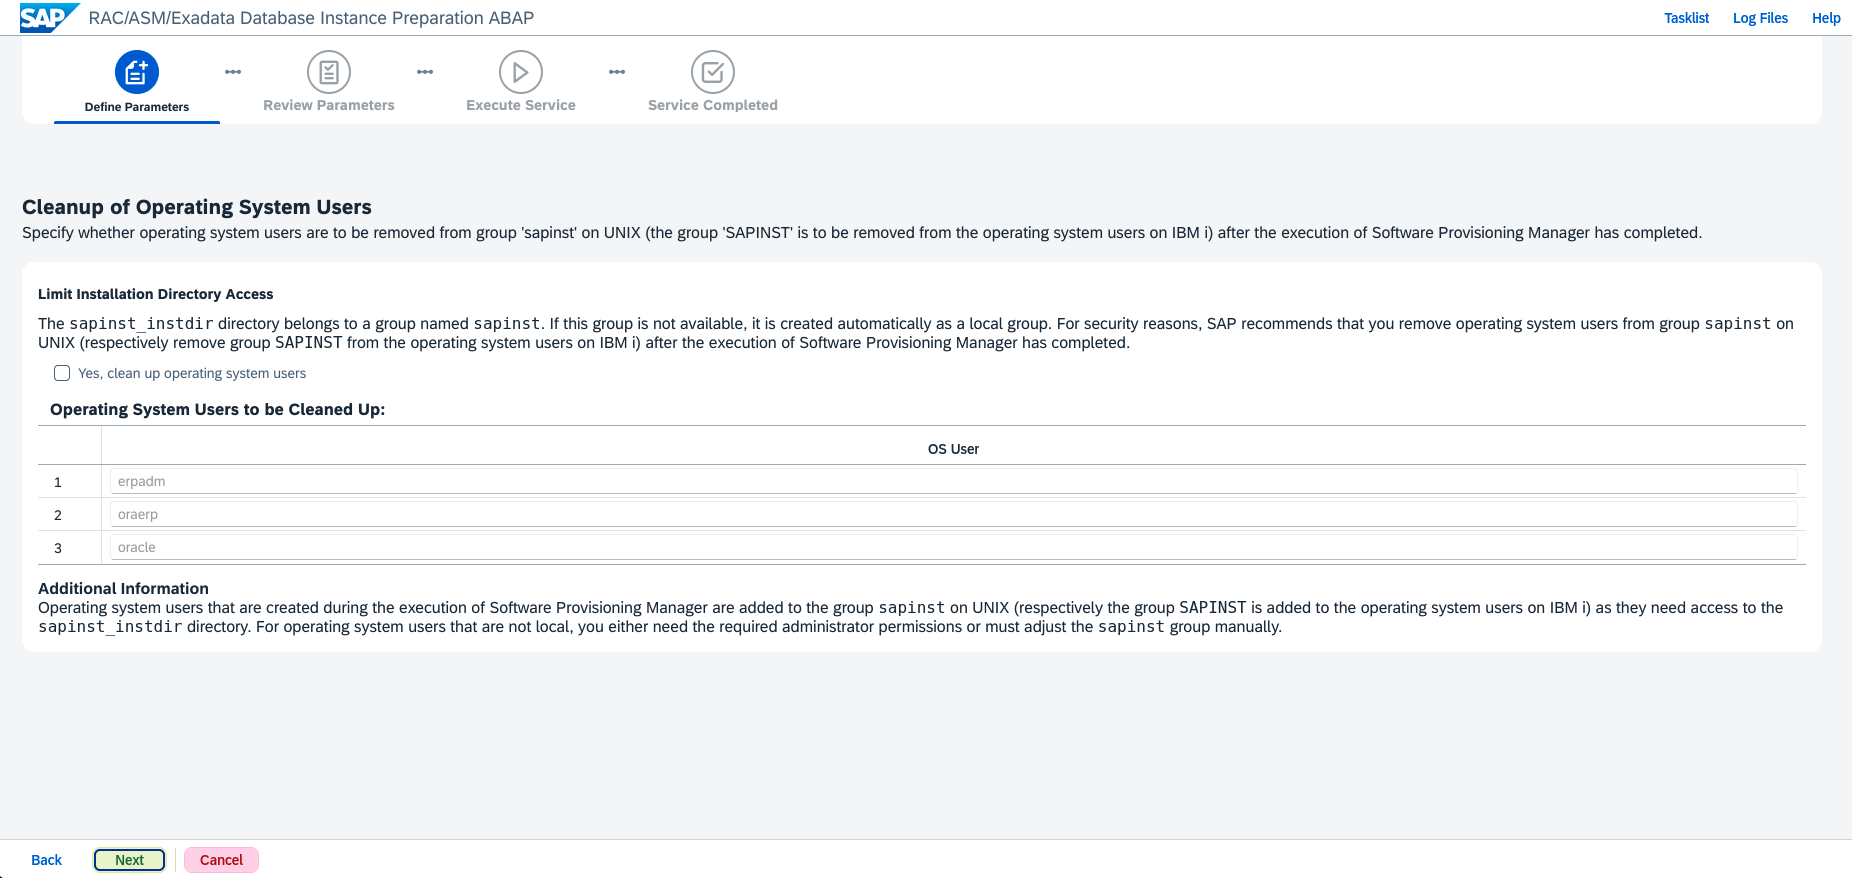 SAP RAC/ASM/Exadata Database Instance Preparation ABAP
Tasklist Log Files Help
Define Parameters Review Parameters Execute Service Service Completed
Cleanup of Operating System Users
Specify whether operating system users are to be removed from group 'sapinst' on UNIX (the group 'SAPINST' is to be removed from the operating system users on IBM i) after the execution of Software Provisioning Manager has completed.
Limit Installation Directory Access
The sapinst_instdir directory belongs to a group named sapinst. If this group is not available, it is created automatically as a local group. For security reasons, SAP recommends that you remove operating system users from group sapinst on
UNIX (respectively remove group SAPINST from the operating system users on IBM i) after the execution of Software Provisioning Manager has completed.
Yes, clean up operating system users
Operating System Users to be Cleaned Up:
OS User
1 erpadm
2 oraerp
3 oracle
Additional Information
Operating system users that are created during the execution of Software Provisioning Manager are added to the group sapinst on UNIX (respectively the group SAPINST is added to the operating system users on IBM i) as they need access to the
sapinst_instdir directory. For operating system users that are not local, you either need the required administrator permissions or must adjust the sapinst group manually.
Back Next Cancel